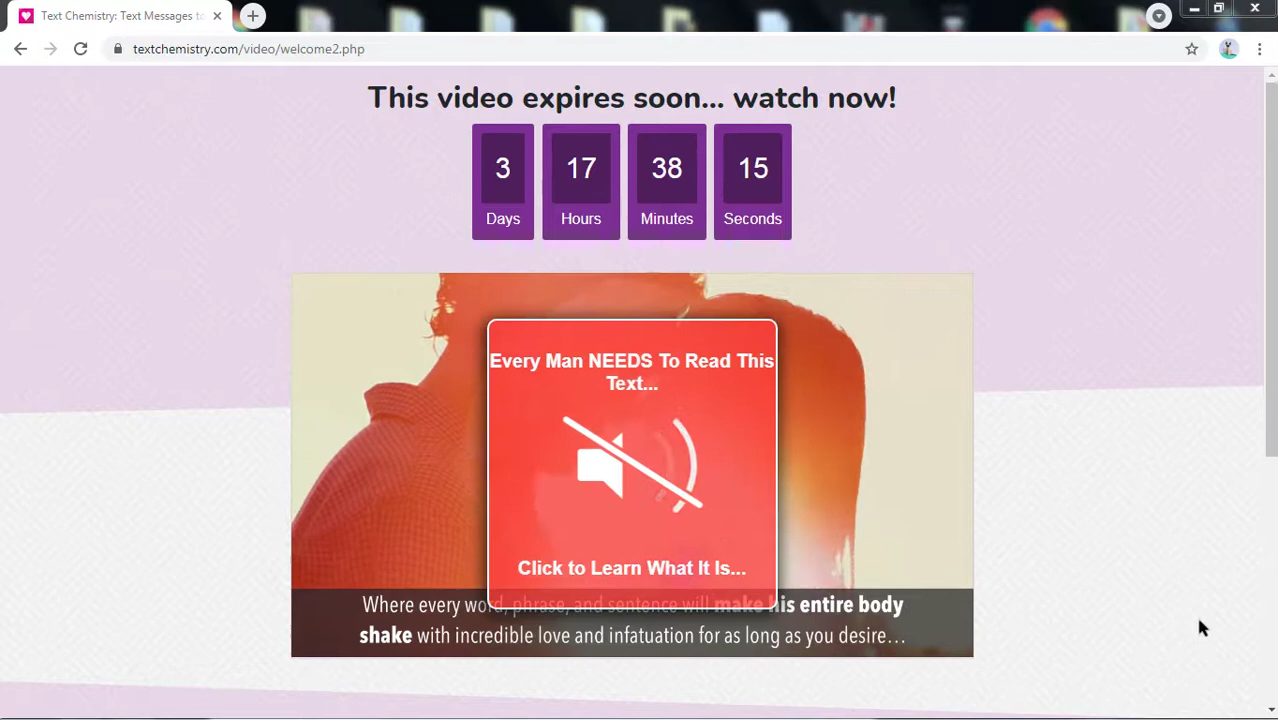 Text Chemistry: Text Messages to
textchemistry.com/video/welcome2.php
This video expires soon... watch now!
3 17 38 15
Days Hours Minutes Seconds
Every Man NEEDS To Read This
Text...
Click to Learn What It Is...
Where every word, phrase, and sentence will make his entire body
shake with incredible love and infatuation for as long as you desire...